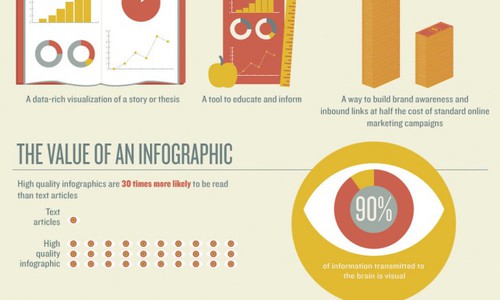 A data-rich visualization of a story or thesis
A tool to educate and inform
A way to build brand awareness and
inbound links at half the cost of standard online
marketing campaigns
THE VALUE OF AN INFOGRAPHIC
High quality infographics are 30 times more likely to be read
than text articles
Text
articles
High
quality
infographic
90%
of information transmitted to
the brain is visual